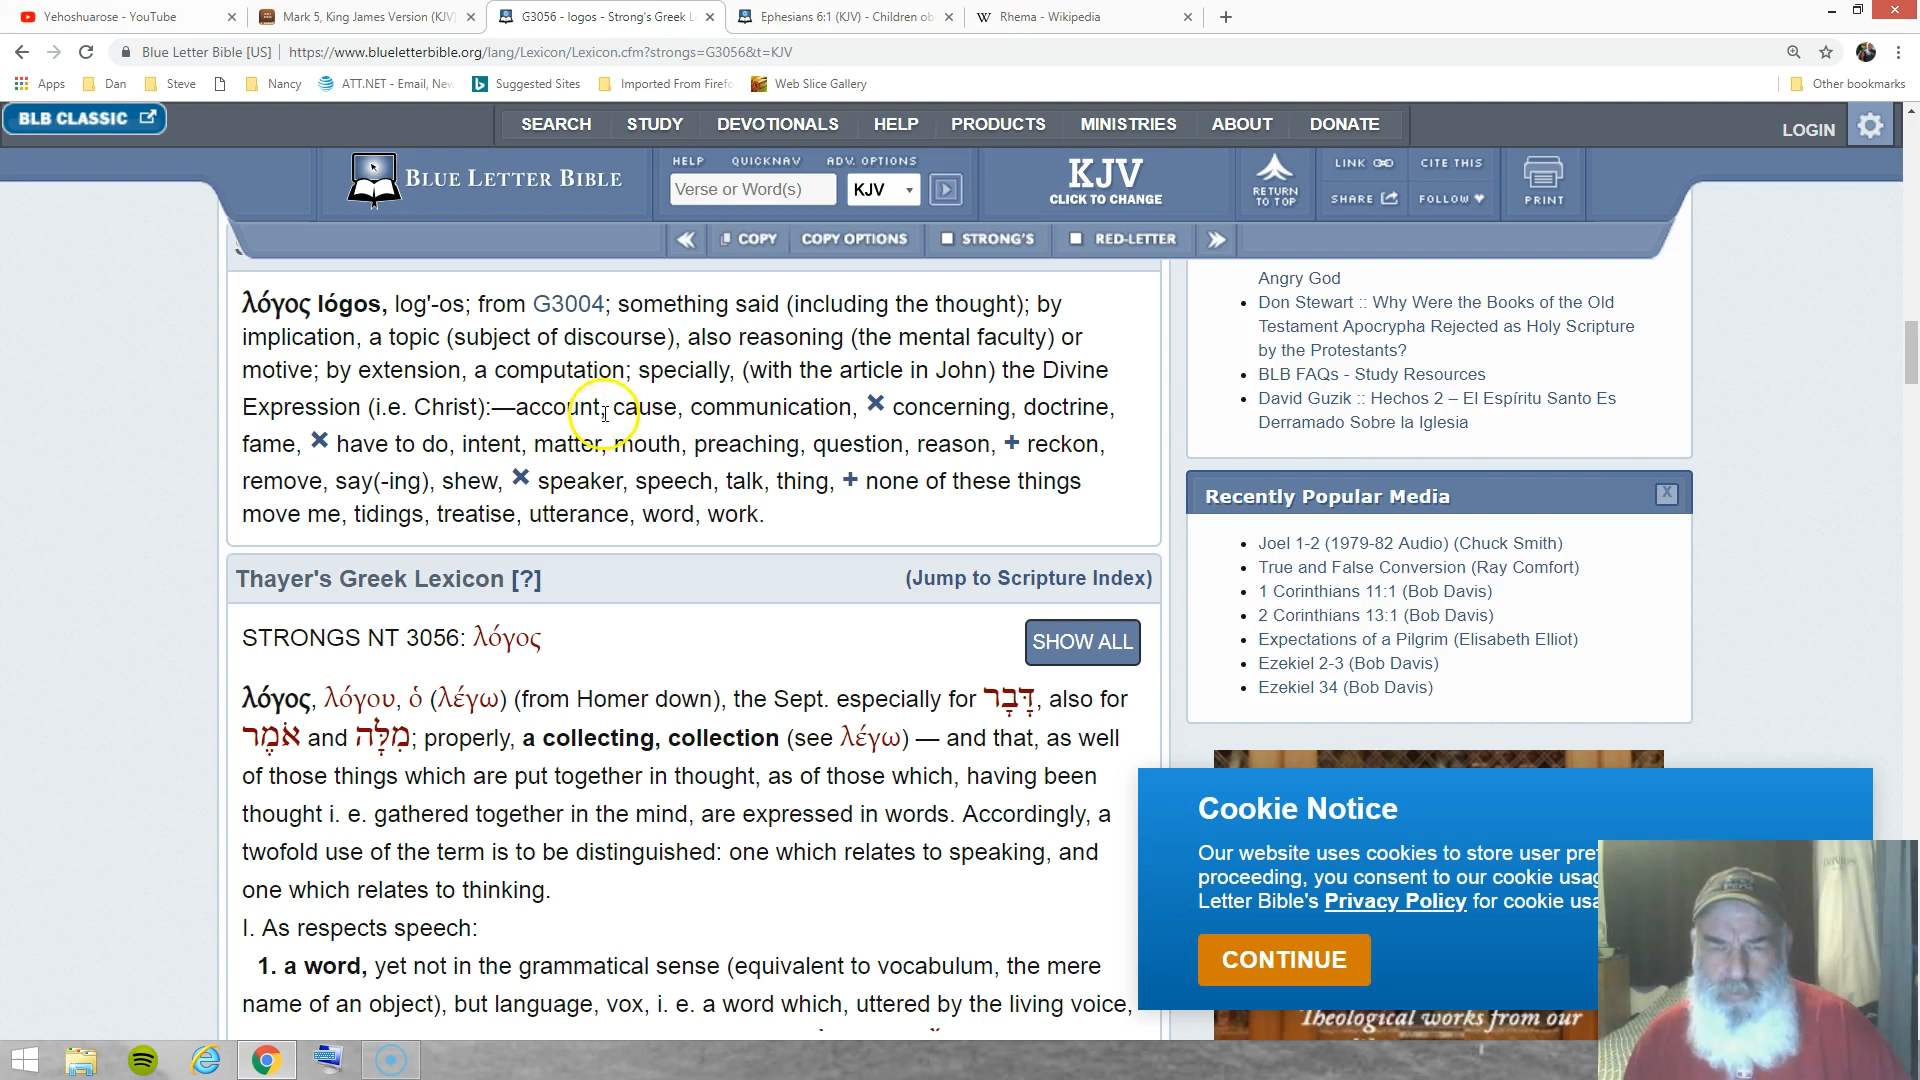 Yehoshuarose - YouTube
Mark 5, King James Version (KJV)
G3056 - logos - Strong's Greek L
Ephesians 6:1 (KJV) - Children ob
Rhema - Wikipedia
Blue Letter Bible [US]
https://www.blueletterbible.org/lang/Lexicon/Lexicon.cfm?strongs=G3056&t=KJV
Apps
Dan
Steve
Nancy
ATT.NET - Email, New
Suggested Sites
Imported From Firefo
Web Slice Gallery
Other bookmarks
BLB CLASSIC
SEARCH
STUDY
DEVOTIONALS
HELP
PRODUCTS
MINISTRIES
ABOUT
DONATE
LOGIN
BLUE LETTER BIBLE
HELP QUICKNAV ADV. OPTIONS
Verse or Word(s)
KJV
KJV
CLICK TO CHANGE
RETURN
TO TOP
LINK
CITE THIS
SHARE
FOLLOW
PRINT
COPY
COPY OPTIONS
STRONG'S
RED-LETTER
λόγος lógos, log'-os; from G3004; something said (including the thought); by
implication, a topic (subject of discourse), also reasoning (the mental faculty) or
motive; by extension, a computation; specially, (with the article in John) the Divine
Expression (i.e. Christ):—account, cause, communication, × concerning, doctrine,
fame, × have to do, intent, matter, mouth, preaching, question, reason, + reckon,
remove, say(-ing), shew, × speaker, speech, talk, thing, + none of these things
move me, tidings, treatise, utterance, word, work.
Thayer's Greek Lexicon [?]
(Jump to Scripture Index)
STRONGS NT 3056: λόγος
SHOW ALL
λόγος, λόγου, ὁ (λέγω) (from Homer down), the Sept. especially for דָּבָר, also for
אֹמֶר and מִלָּה; properly, a collecting, collection (see λέγω) — and that, as well
of those things which are put together in thought, as of those which, having been
thought i. e. gathered together in the mind, are expressed in words. Accordingly, a
twofold use of the term is to be distinguished: one which relates to speaking, and
one which relates to thinking.
I. As respects speech:
1. a word, yet not in the grammatical sense (equivalent to vocabulum, the mere
name of an object), but language, vox, i. e. a word which, uttered by the living voice,
Angry God
Don Stewart :: Why Were the Books of the Old
Testament Apocrypha Rejected as Holy Scripture
by the Protestants?
BLB FAQs - Study Resources
David Guzik :: Hechos 2 – El Espíritu Santo Es
Derramado Sobre la Iglesia
Recently Popular Media
X
Joel 1-2 (1979-82 Audio) (Chuck Smith)
True and False Conversion (Ray Comfort)
1 Corinthians 11:1 (Bob Davis)
2 Corinthians 13:1 (Bob Davis)
Expectations of a Pilgrim (Elisabeth Elliot)
Ezekiel 2-3 (Bob Davis)
Ezekiel 34 (Bob Davis)
Cookie Notice
Our website uses cookies to store user pre
proceeding, you consent to our cookie usag
Letter Bible's Privacy Policy for cookie usa
CONTINUE
Theological works from our